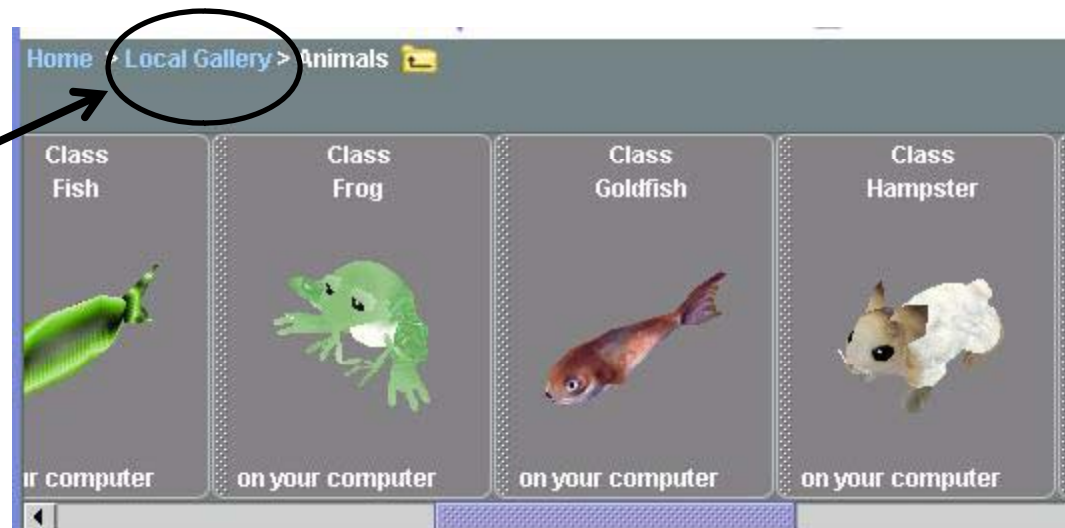 Home > Local Gallery > Animals
Class
Fish
Class
Frog
Class
Goldfish
Class
Hampster
ur computer
on your computer
on your computer
on your computer